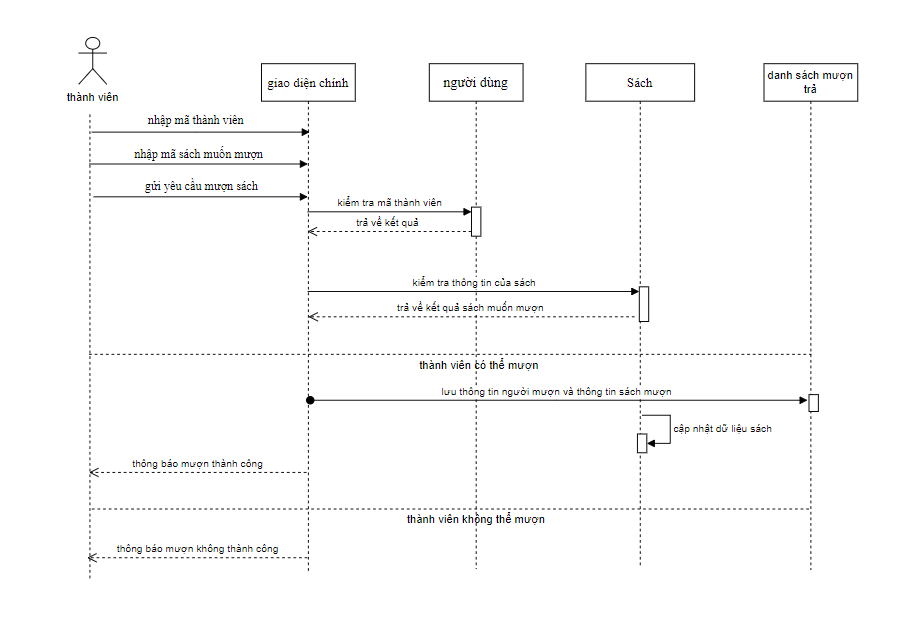 thành viên
giao diện chính
người dùng
Sách
danh sách mượn
trả
nhập mã thành viên
nhập mã sách muốn mượn
gửi yêu cầu mượn sách
kiểm tra mã thành viên
trả về kết quả
kiểm tra thông tin của sách
trả về kết quả sách muốn mượn
thành viên có thể mượn
lưu thông tin người mượn và thông tin sách mượn
cập nhật dữ liệu sách
thông báo mượn thành công
thành viên không thể mượn
thông báo mượn không thành công